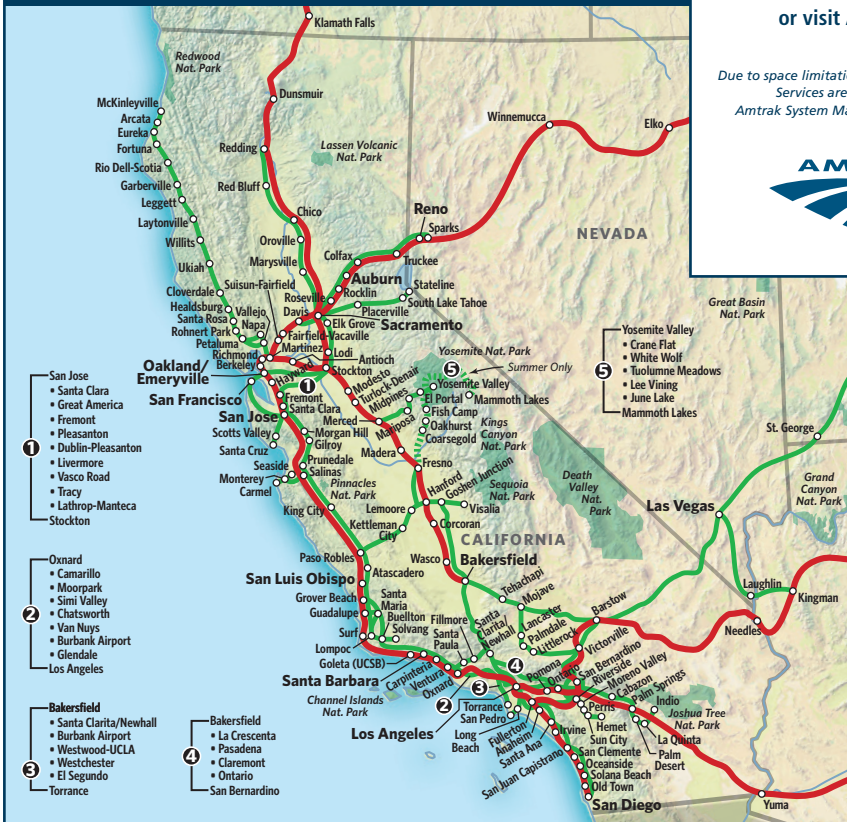 or visit A
Due to space limitatio
Services are
Amtrak System Ma
AM
Klamath Falls
Redwood
Nat. Park
Dunsmuir
McKinleyville
Arcata
Eureka
Fortuna
Rio Dell-Scotia
Garberville
Leggett
Laytonville
Willits
Ukiah
Cloverdale
Healdsburg
Santa Rosa
Rohnert Park
Petaluma
Winnemucca
Elko
Redding
Lassen Volcanic
Nat. Park
Red Bluff
Chico
Oroville
Marysville
Reno
Sparks
NEVADA
Colfax
Truckee
Auburn
Suisun-Fairfield
Roseville
Rocklin
Stateline
South Lake Tahoe
Placerville
Vallejo
Napa
Davis
Elk Grove
Sacramento
Fairfield-Vacaville
Martinez
Lodi
Antioch
Richmond
Berkeley
Oakland/
Emeryville
Hayward
1
Stockton
San Francisco
Fremont
Santa Clara
San Jose
Great Basin
Nat. Park
Yosemite Nat. Park
Summer Only
5
Yosemite Valley
El Portal
Mammoth Lakes
Modesto
Turlock-Denair
Midpines
Fish Camp
Merced
Mariposa
Oakhurst
Coarsegold
Kings
Canyon
Nat. Park
5
Yosemite Valley
• Crane Flat
• White Wolf
• Tuolumne Meadows
• Lee Vining
• June Lake
Mammoth Lakes
1
San Jose
• Santa Clara
• Great America
• Fremont
• Pleasanton
• Dublin-Pleasanton
• Livermore
• Vasco Road
• Tracy
• Lathrop-Manteca
Stockton
Scotts Valley
Morgan Hill
Gilroy
Santa Cruz
Madera
Seaside
Prunedale
Salinas
Monterey
Carmel
Pinnacles
Nat. Park
Fresno
St. George
Hanford
Goshen Junction
Sequoia
Nat. Park
Death
Valley
Nat.
Park
Grand
Canyon
Nat. Park
King City
Lemoore
Visalia
Las Vegas
Kettleman
City
Corcoran
CALIFORNIA
Paso Robles
Wasco
Bakersfield
2
Oxnard
• Camarillo
• Moorpark
• Simi Valley
• Chatsworth
• Van Nuys
• Burbank Airport
• Glendale
Los Angeles
Atascadero
San Luis Obispo
Grover Beach
Guadalupe
Santa
Maria
Buellton
Solvang
Surf
Lompoc
Goleta (UCSB)
Fillmore
Santa
Paula
Santa
Clarita/
Newhall
Tehachapi
Mojave
Lancaster
Palmdale
Littlerock
Barstow
Laughlin
Kingman
Needles
Victorville
Santa Barbara
Carpinteria
Ventura
Oxnard
4
Pomona
Ontario
San Bernardino
Riverside
Moreno Valley
Cabazon
Palm Springs
Channel Islands
Nat. Park
2
3
Torrance
San Pedro
Perris
Hemet
Sun City
Indio
Joshua Tree
Nat. Park
La Quinta
Palm
Desert
Los Angeles
Long
Beach
Fullerton
Anaheim
Santa Ana
Irvine
San Juan Capistrano
San Clemente
Oceanside
Solana Beach
Old Town
San Diego
Yuma
3
Bakersfield
• Santa Clarita/Newhall
• Burbank Airport
• Westwood-UCLA
• Westchester
• El Segundo
Torrance
4
Bakersfield
• La Crescenta
• Pasadena
• Claremont
• Ontario
San Bernardino